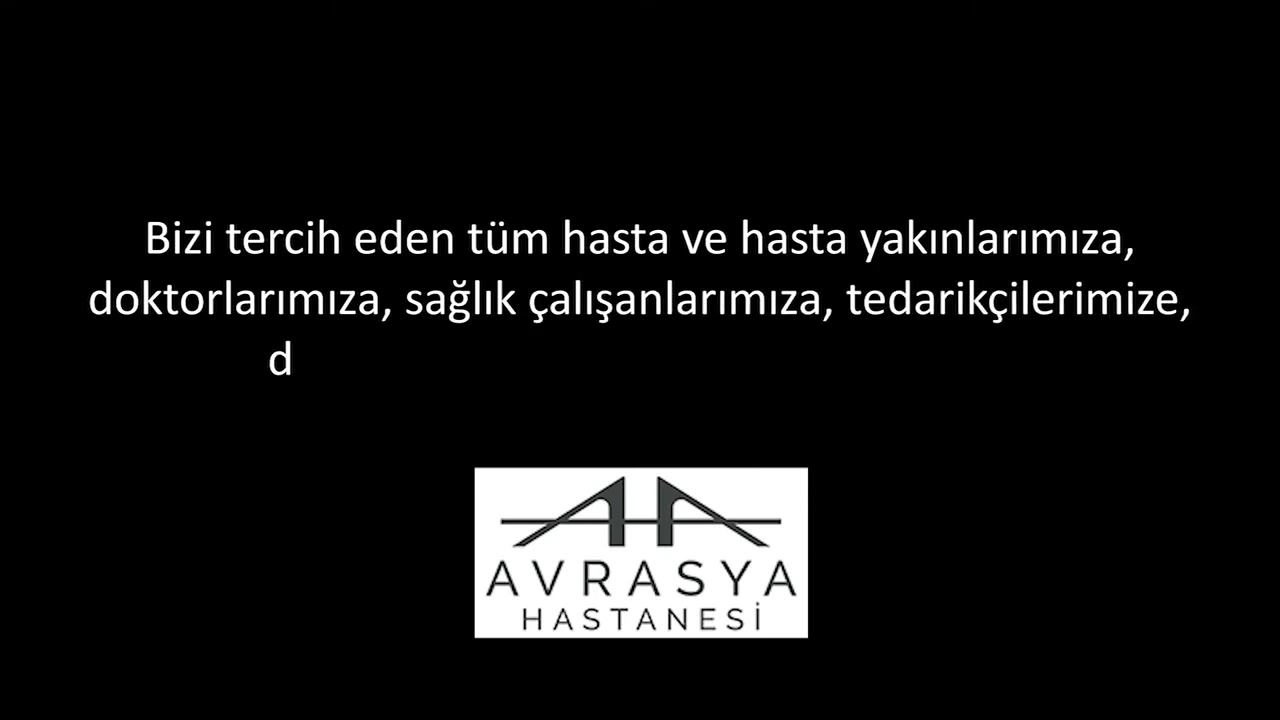 Bizi tercih eden tüm hasta ve hasta yakınlarımıza,
doktorlarımıza, sağlık çalışanlarımıza, tedarikçilerimize,
d
AVRASYA
HASTANESİ